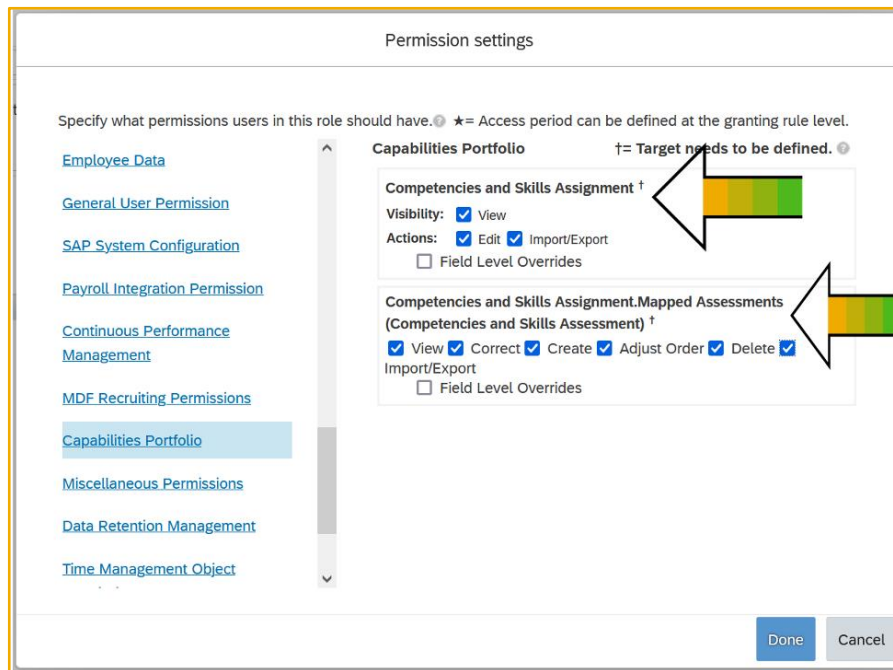 Permission settings
Specify what permissions users in this role should have. ★= Access period can be defined at the granting rule level.
Employee Data
General User Permission
SAP System Configuration
Payroll Integration Permission
Continuous Performance
Management
MDF Recruiting Permissions
Capabilities Portfolio
Miscellaneous Permissions
Data Retention Management
Time Management Object
Capabilities Portfolio †= Target needs to be defined.
Competencies and Skills Assignment †
Visibility: View
Actions: Edit Import/Export
Field Level Overrides
Competencies and Skills Assignment.Mapped Assessments
(Competencies and Skills Assessment) †
View Correct Create Adjust Order Delete
Import/Export
Field Level Overrides
Done Cancel